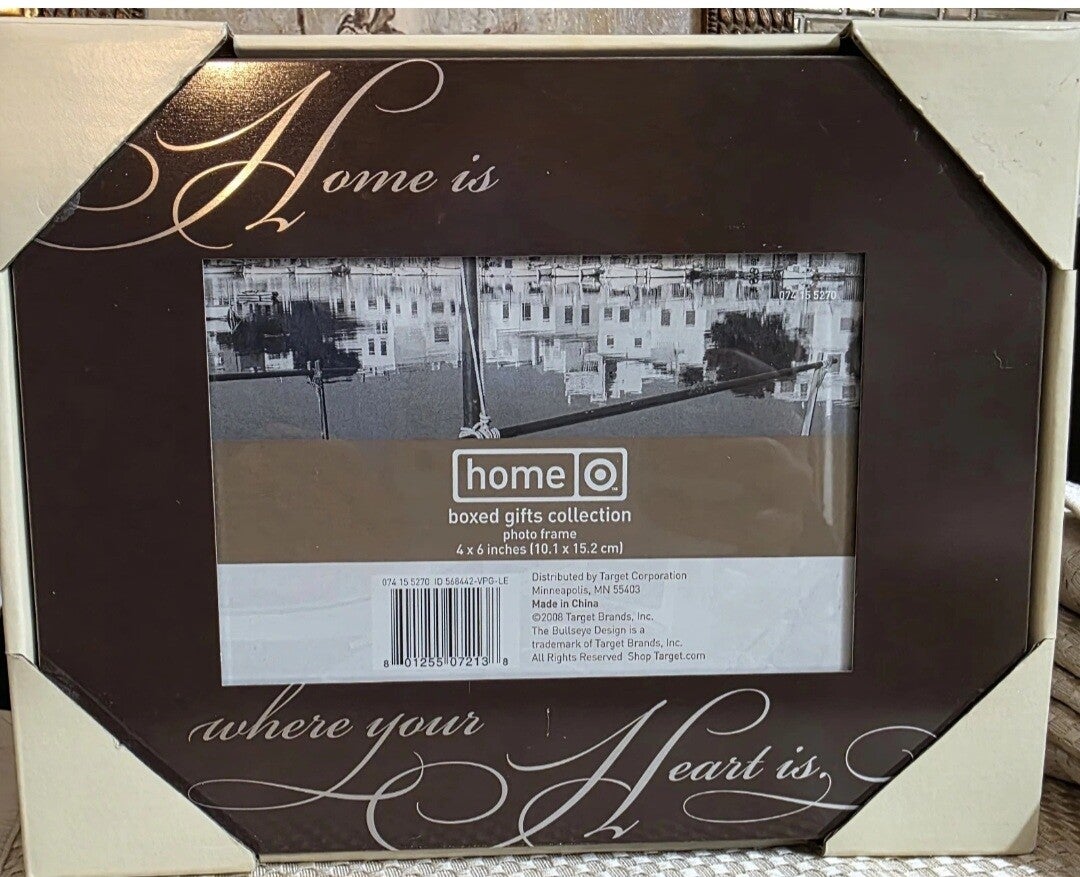 Home is
074 15 5270
home
boxed gifts collection
photo frame
4 x 6 inches (10.1 x 15.2 cm)
074 15 5270 ID 568442-VPG-LE
8 01255 07213 8
Distributed by Target Corporation
Minneapolis, MN 55403
Made in China
©2008 Target Brands, Inc.
The Bullseye Design is a
trademark of Target Brands, Inc.
All Rights Reserved Shop Target.com
where your
Heart is.